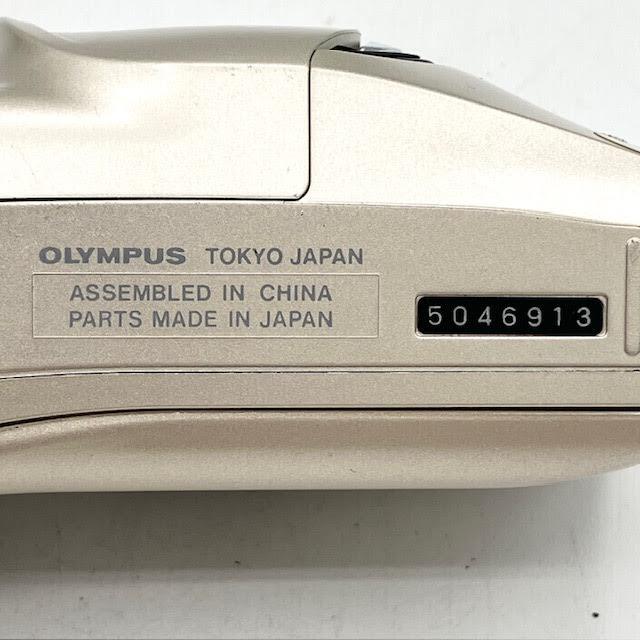 OLYMPUS TOKYO JAPAN
ASSEMBLED IN CHINA
PARTS MADE IN JAPAN
5046913